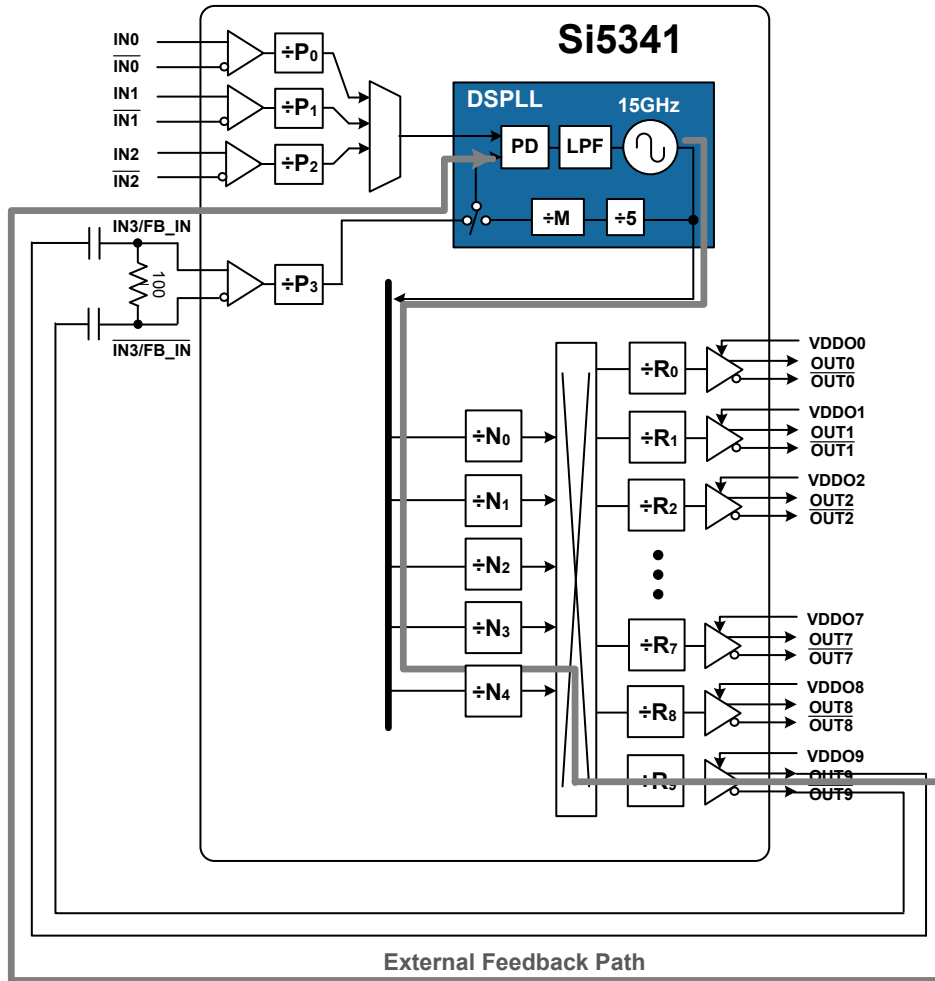 Si5341
IN0
IN0
IN1
IN1
IN2
IN2
÷P0
÷P1
÷P2
DSPLL
15GHz
PD
LPF
÷M
÷5
IN3/FB_IN
100
IN3/FB_IN
÷P3
÷N0
÷N1
÷N2
÷N3
÷N4
÷R0
÷R1
÷R2
÷R7
÷R8
÷R9
VDDO0
OUT0
OUT0
VDDO1
OUT1
OUT1
VDDO2
OUT2
OUT2
VDDO7
OUT7
OUT7
VDDO8
OUT8
OUT8
VDDO9
OUT9
OUT9
External Feedback Path